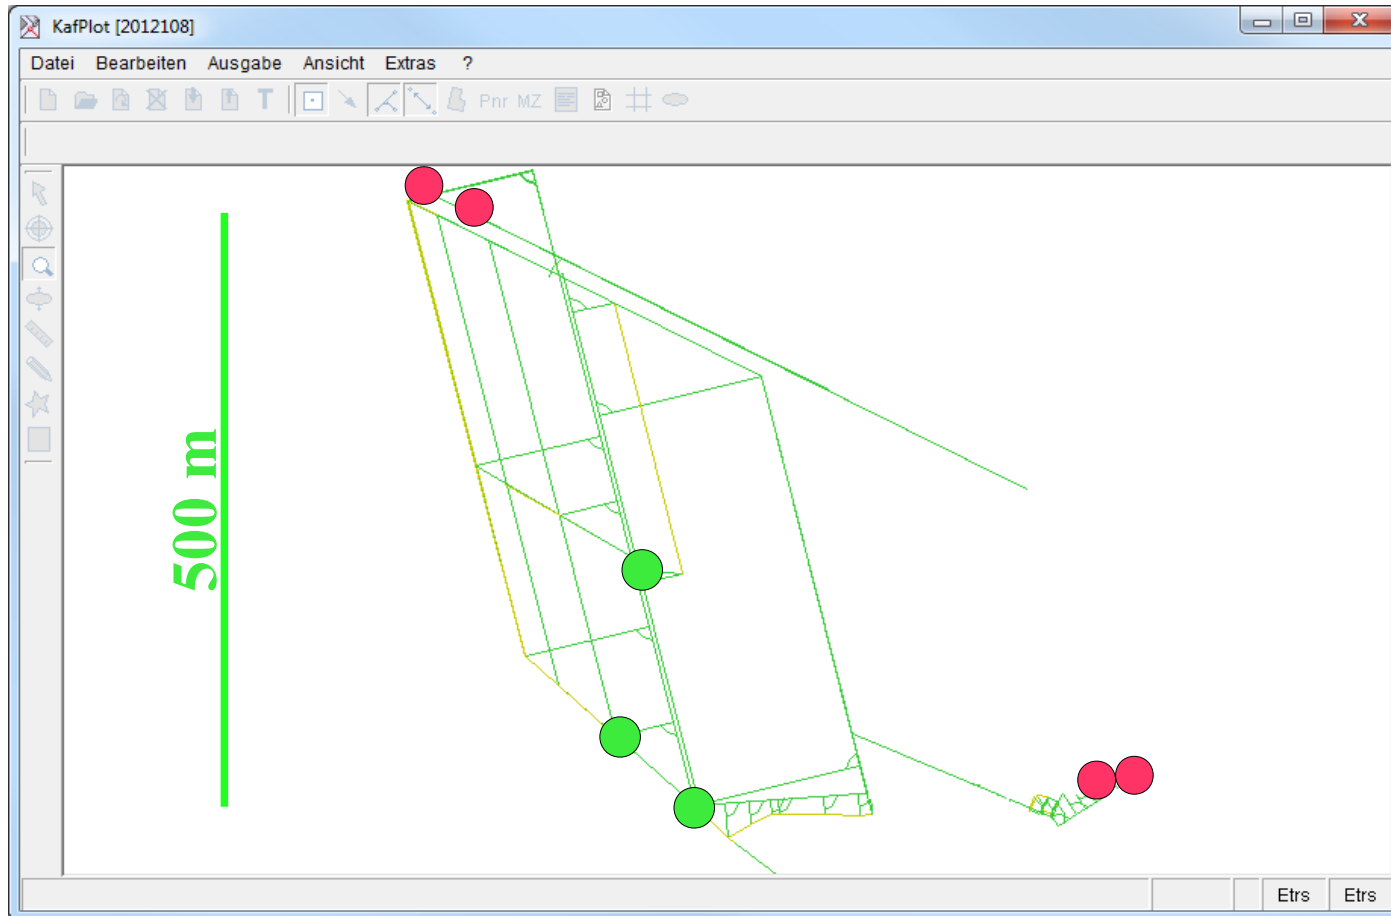 KafPlot [2012108]
Datei Bearbeiten Ausgabe Ansicht Extras ?
T Pnr MZ
500 m
Etrs Etrs